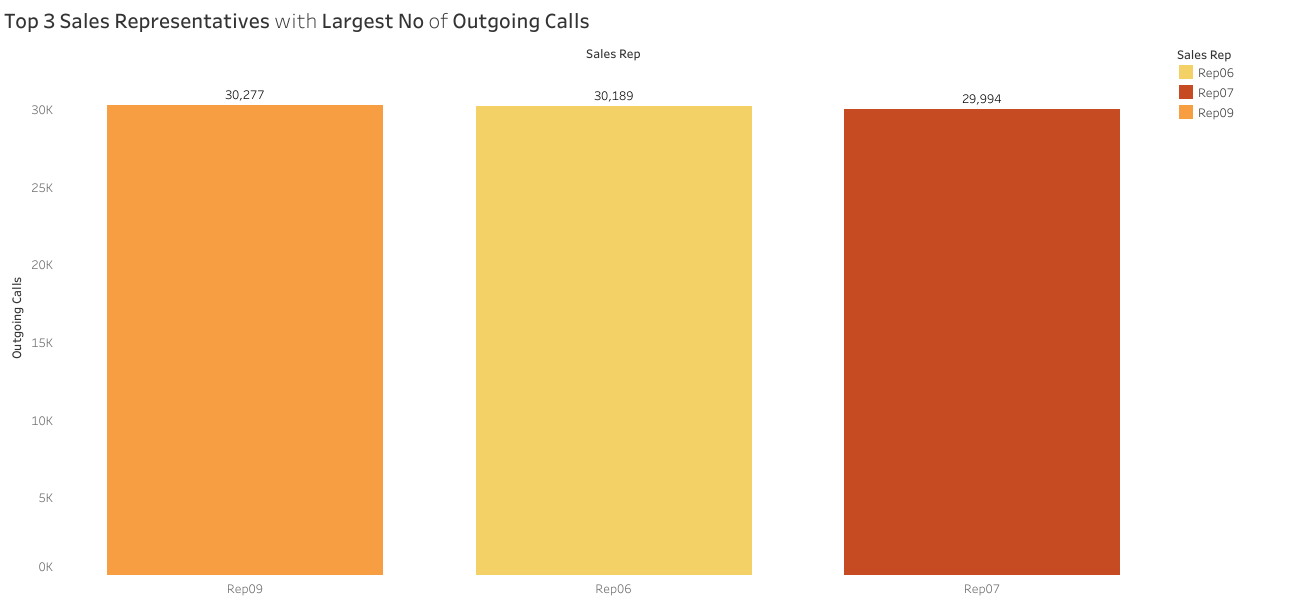 Top 3 Sales Representatives with Largest No of Outgoing Calls
Sales Rep
Sales Rep
Rep06
Rep07
Rep09
30,277
30,189
29,994
30K
25K
20K
15K
10K
5K
0K
Outgoing Calls
Rep09
Rep06
Rep07